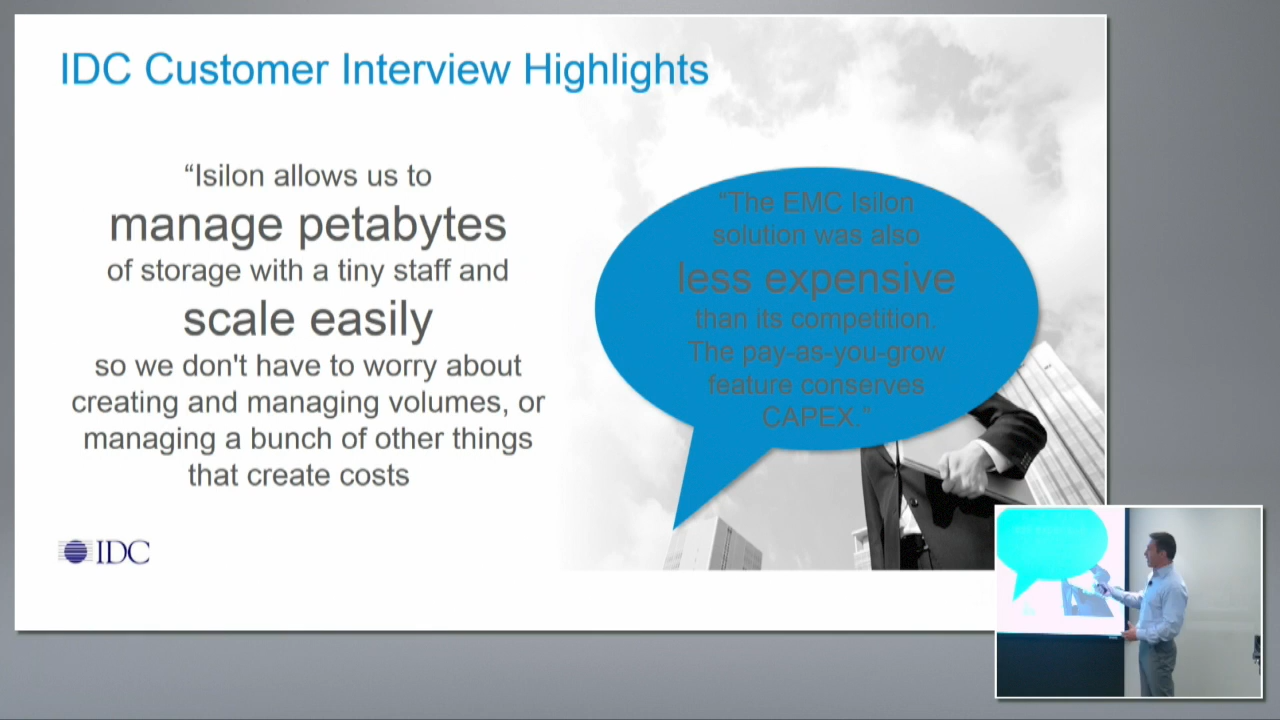 IDC Customer Interview Highlights
“Isilon allows us to
manage petabytes
of storage with a tiny staff and
scale easily
so we don't have to worry about
creating and managing volumes, or
managing a bunch of other things
that create costs
“The EMC Isilon
solution was also
less expensive
than its competition.
The pay-as-you-grow
feature conserves
CAPEX.”
IDC